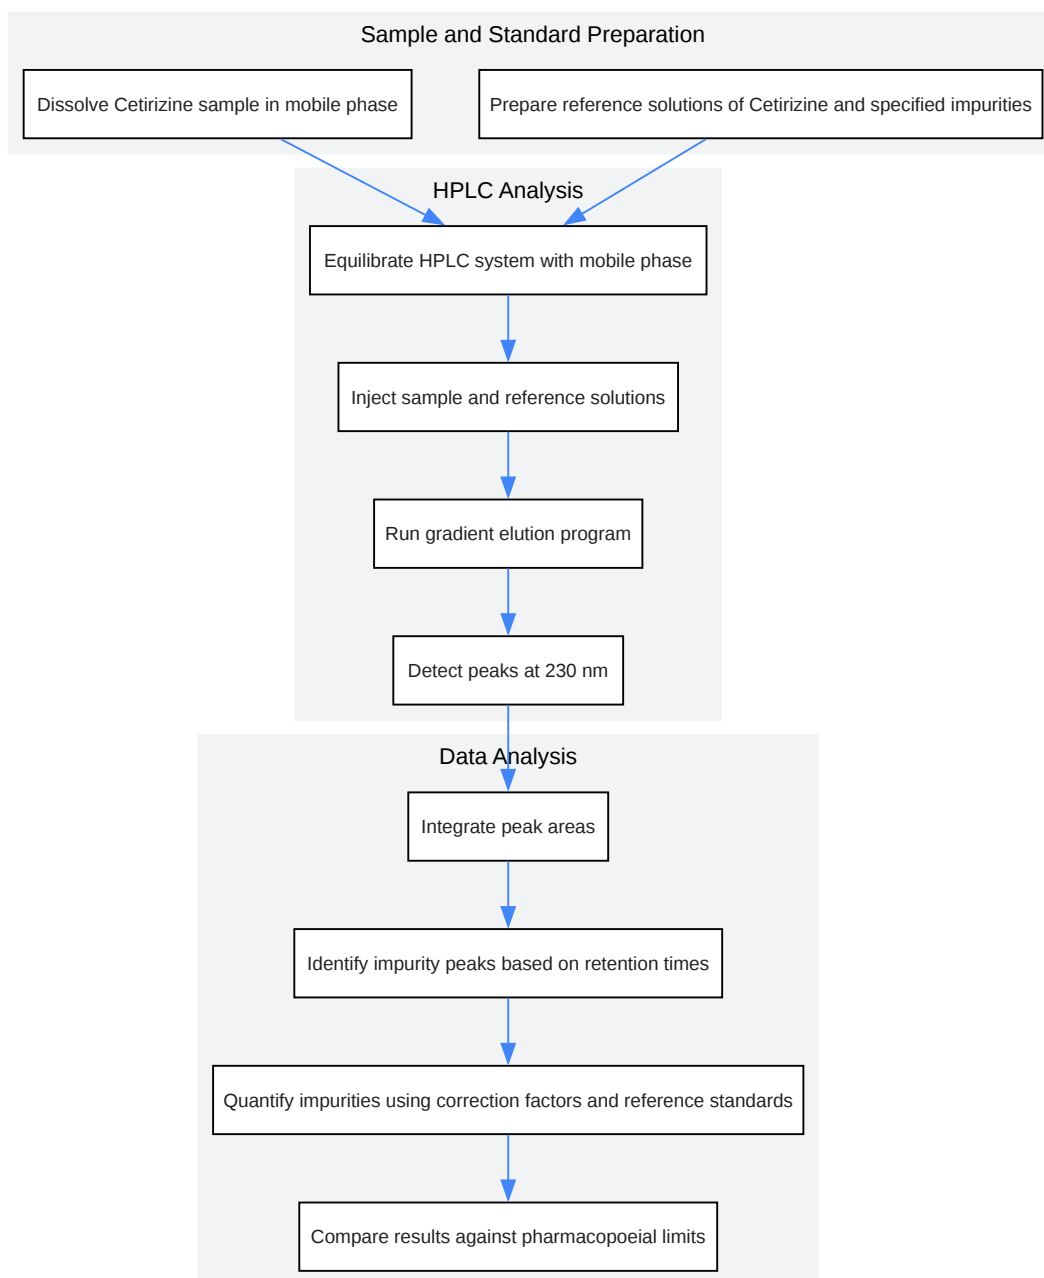 Sample and Standard Preparation
Dissolve Cetirizine sample in mobile phase
Prepare reference solutions of Cetirizine and specified impurities
HPLC Analysis
Equilibrate HPLC system with mobile phase
Inject sample and reference solutions
Run gradient elution program
Detect peaks at 230 nm
Data Analysis
Integrate peak areas
Identify impurity peaks based on retention times
Quantify impurities using correction factors and reference standards
Compare results against pharmacopoeial limits